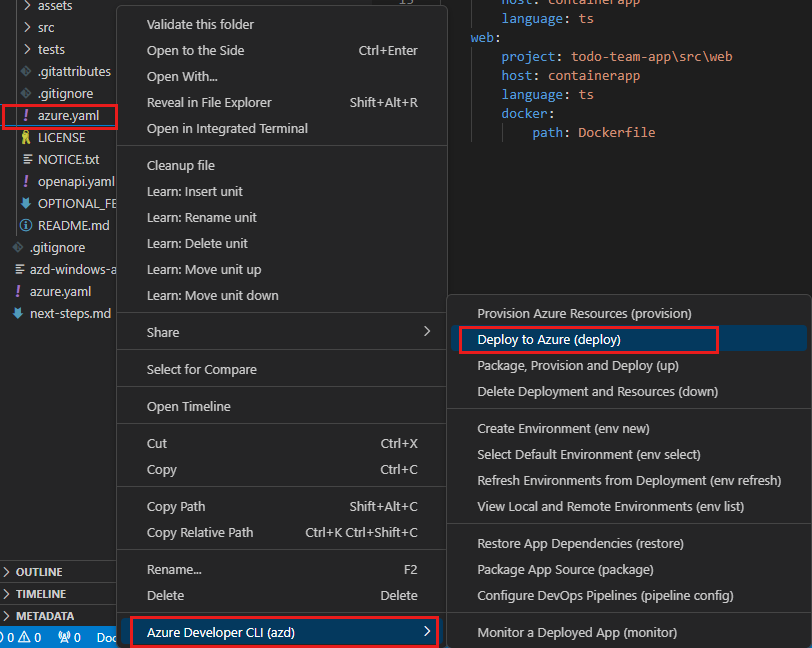 assets
src
tests
.gitattributes
.gitignore
azure.yaml
LICENSE
NOTICE.txt
openapi.yaml
OPTIONAL_FE
README.md
.gitignore
azd-windows-a
azure.yaml
next-steps.md
OUTLINE
TIMELINE
METADATA
0 0 0 Doc
Validate this folder
Open to the Side Ctrl+Enter
Open With...
Reveal in File Explorer Shift+Alt+R
Open in Integrated Terminal
Cleanup file
Learn: Insert unit
Learn: Rename unit
Learn: Delete unit
Learn: Move unit up
Learn: Move unit down
Share
Select for Compare
Open Timeline
Cut Ctrl+X
Copy Ctrl+C
Copy Path Shift+Alt+C
Copy Relative Path Ctrl+K Ctrl+Shift+C
Rename... F2
Delete Delete
Azure Developer CLI (azd)
host: containerapp
language: ts
web:
project: todo-team-app\src\web
host: containerapp
language: ts
docker:
path: Dockerfile
Provision Azure Resources (provision)
Deploy to Azure (deploy)
Package, Provision and Deploy (up)
Delete Deployment and Resources (down)
Create Environment (env new)
Select Default Environment (env select)
Refresh Environments from Deployment (env refresh)
View Local and Remote Environments (env list)
Restore App Dependencies (restore)
Package App Source (package)
Configure DevOps Pipelines (pipeline config)
Monitor a Deployed App (monitor)